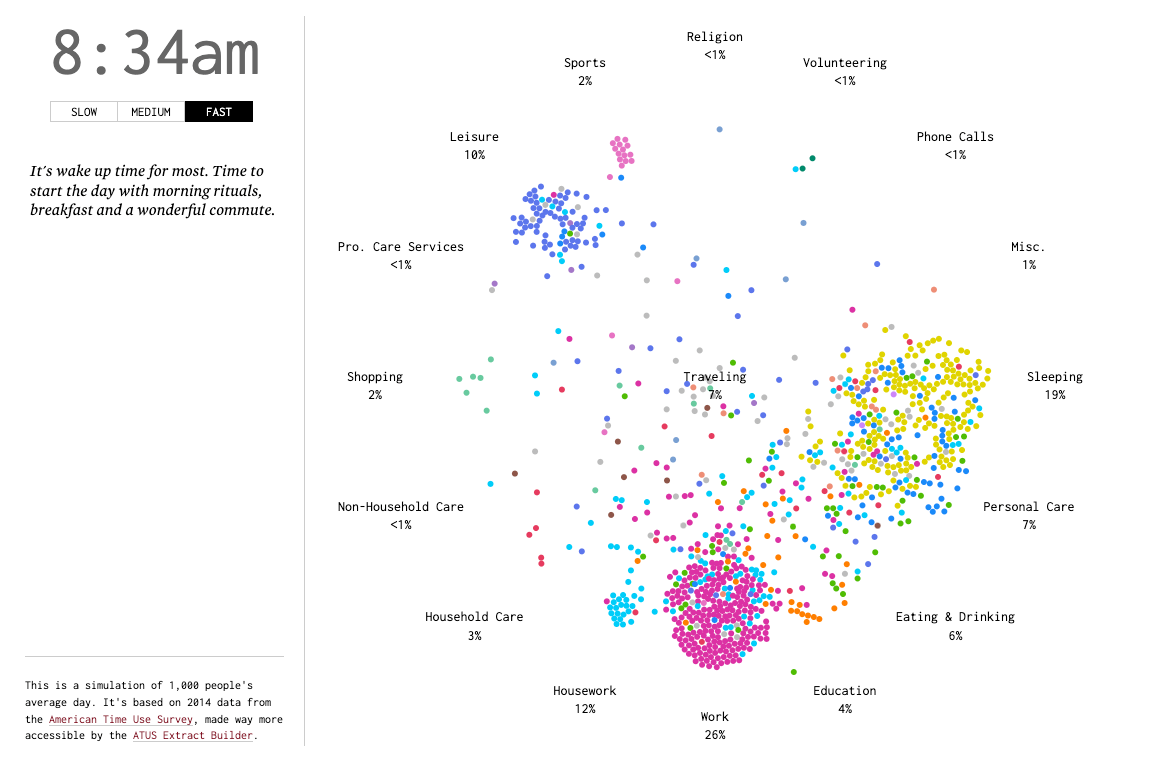 8:34am
SLOW MEDIUM FAST
It's wake up time for most. Time to
start the day with morning rituals,
breakfast and a wonderful commute.
This is a simulation of 1,000 people's
average day. It's based on 2014 data from
the American Time Use Survey, made way more
accessible by the ATUS Extract Builder.
Religion
<1%
Sports
2%
Volunteering
<1%
Leisure
10%
Phone Calls
<1%
Pro. Care Services
<1%
Misc.
1%
Shopping
2%
Traveling
7%
Sleeping
19%
Non-Household Care
<1%
Personal Care
7%
Household Care
3%
Eating & Drinking
6%
Housework
12%
Education
4%
Work
26%